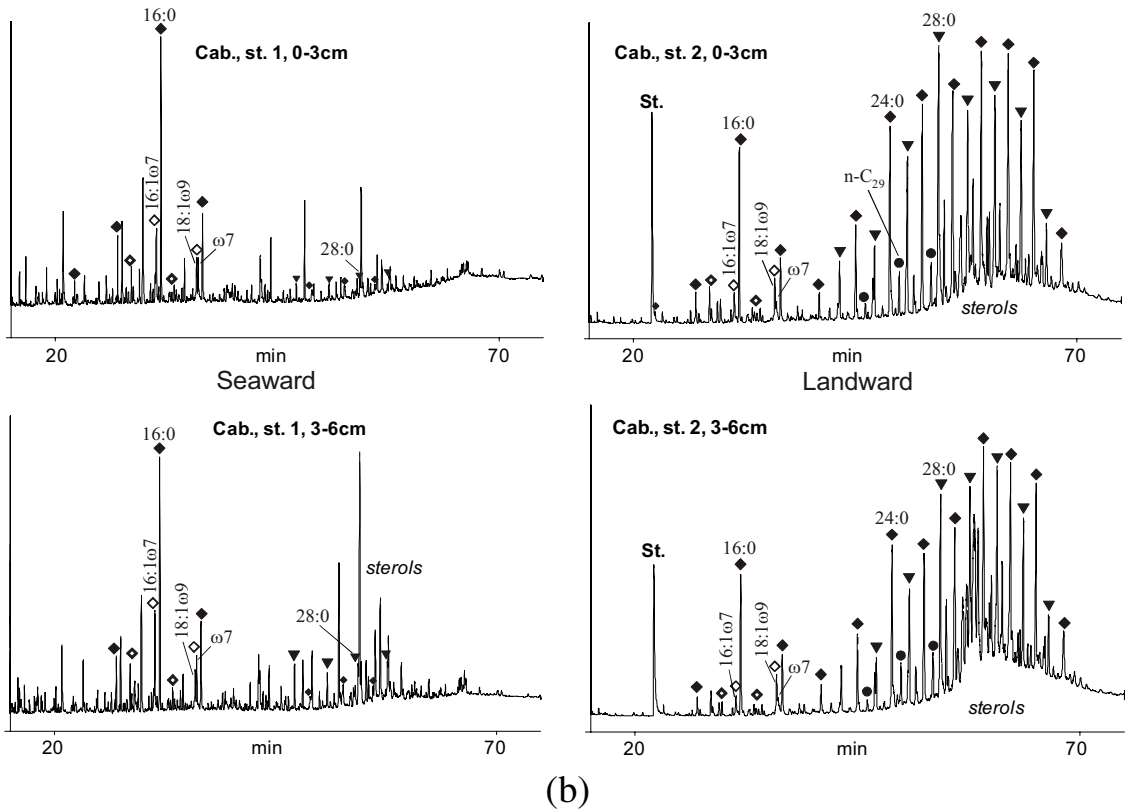 16:0
Cab., st. 1, 0-3cm
16:1ω7
18:1ω9
ω7
28:0
20
min
70
Seaward
Cab., st. 2, 0-3cm
St.
16:0
16:1ω7
18:1ω9
ω7
24:0
n-C29
28:0
sterols
20
min
70
Landward
Cab., st. 1, 3-6cm
16:0
16:1ω7
18:1ω9
ω7
28:0
sterols
20
min
70
Cab., st. 2, 3-6cm
St.
16:0
16:1ω7
18:1ω9
ω7
24:0
28:0
sterols
20
min
70
(b)